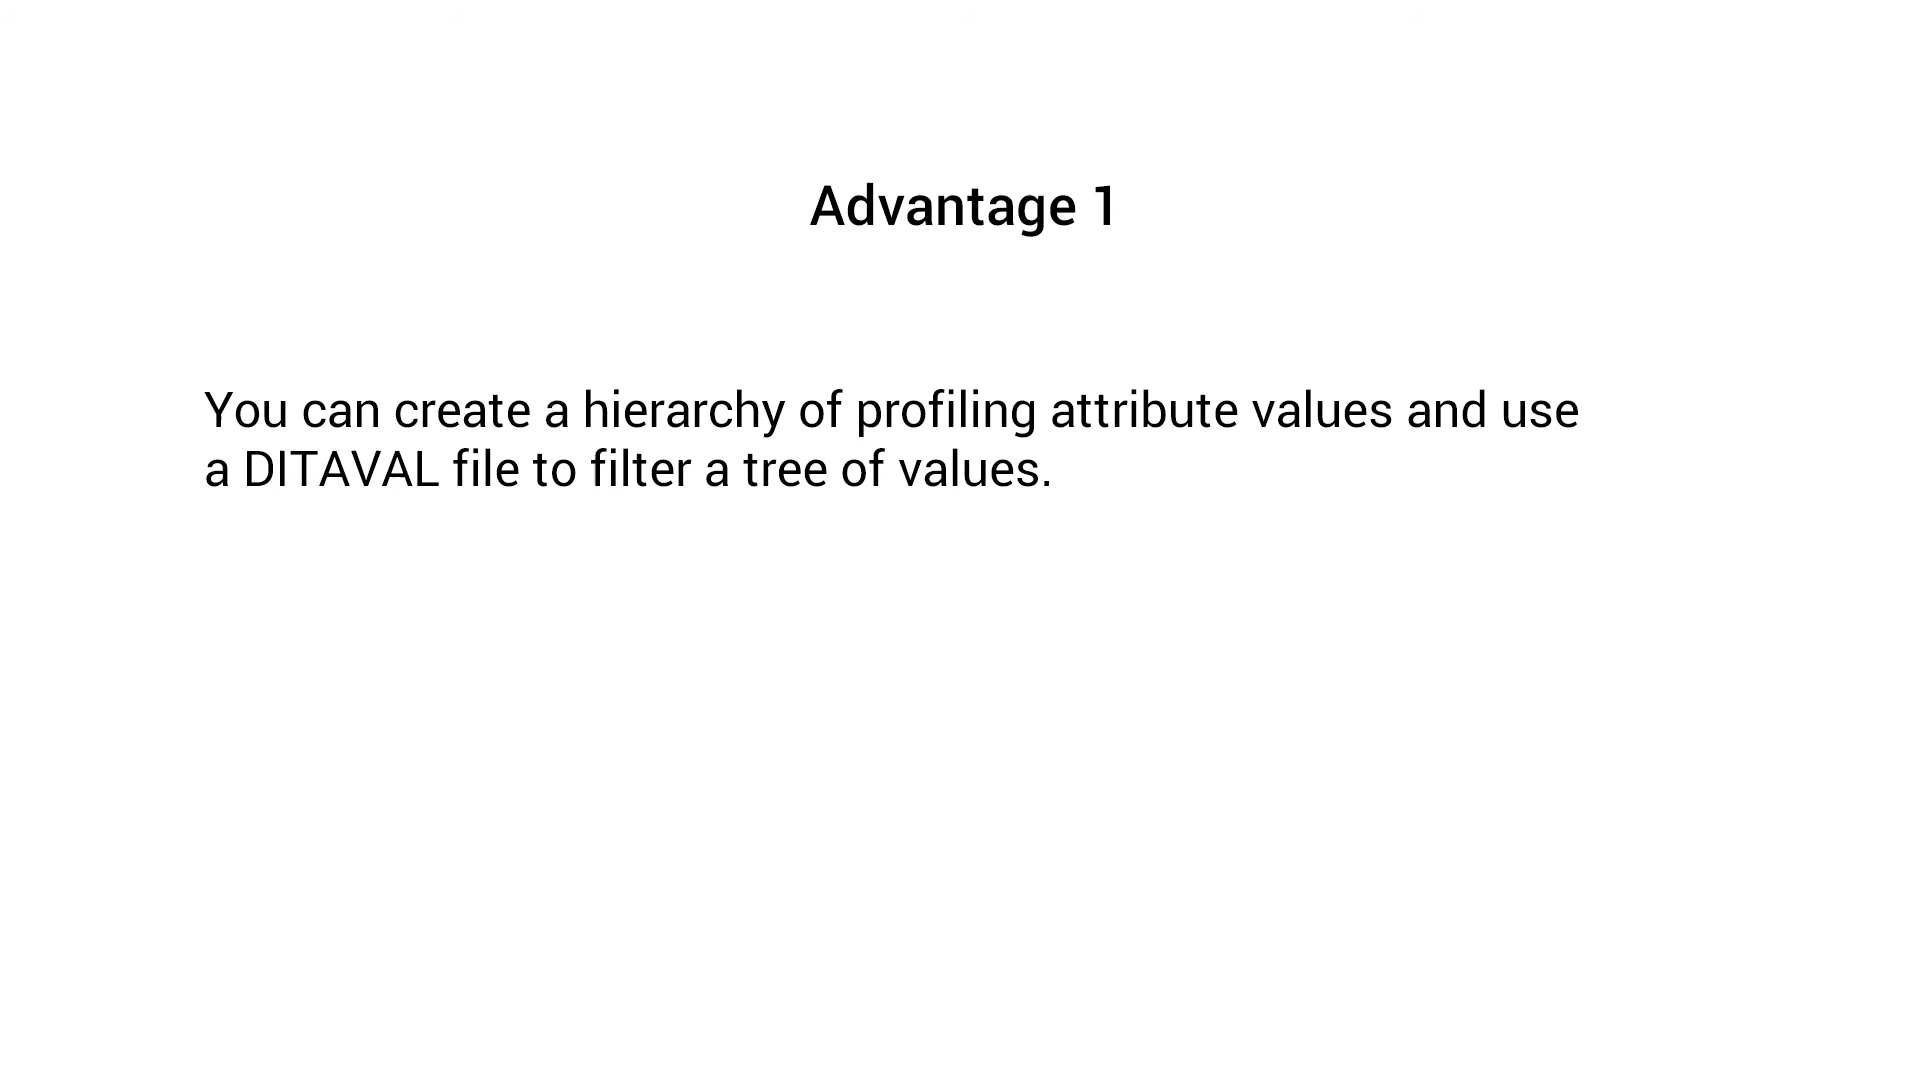 Advantage 1
You can create a hierarchy of profiling attribute values and use
a DITAVAL file to filter a tree of values.